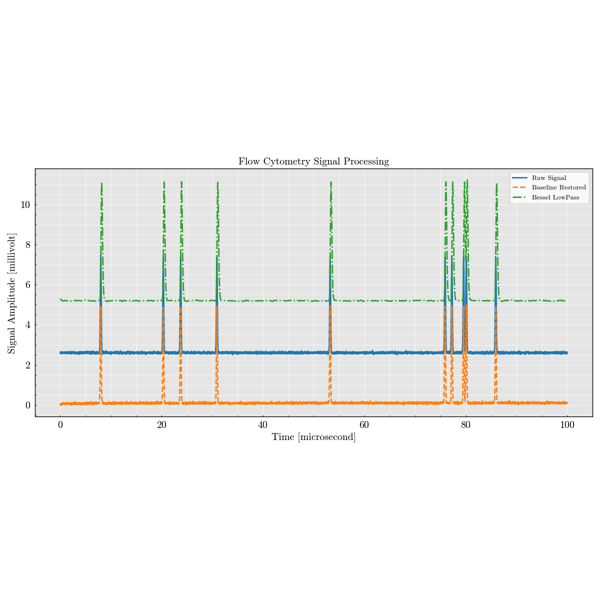 Flow Cytometry Signal Processing
Raw Signal
Baseline Restored
Bessel LowPass
Signal Amplitude [millivolt]
10
8
6
4
2
0
0 20 40 60 80 100
Time [microsecond]